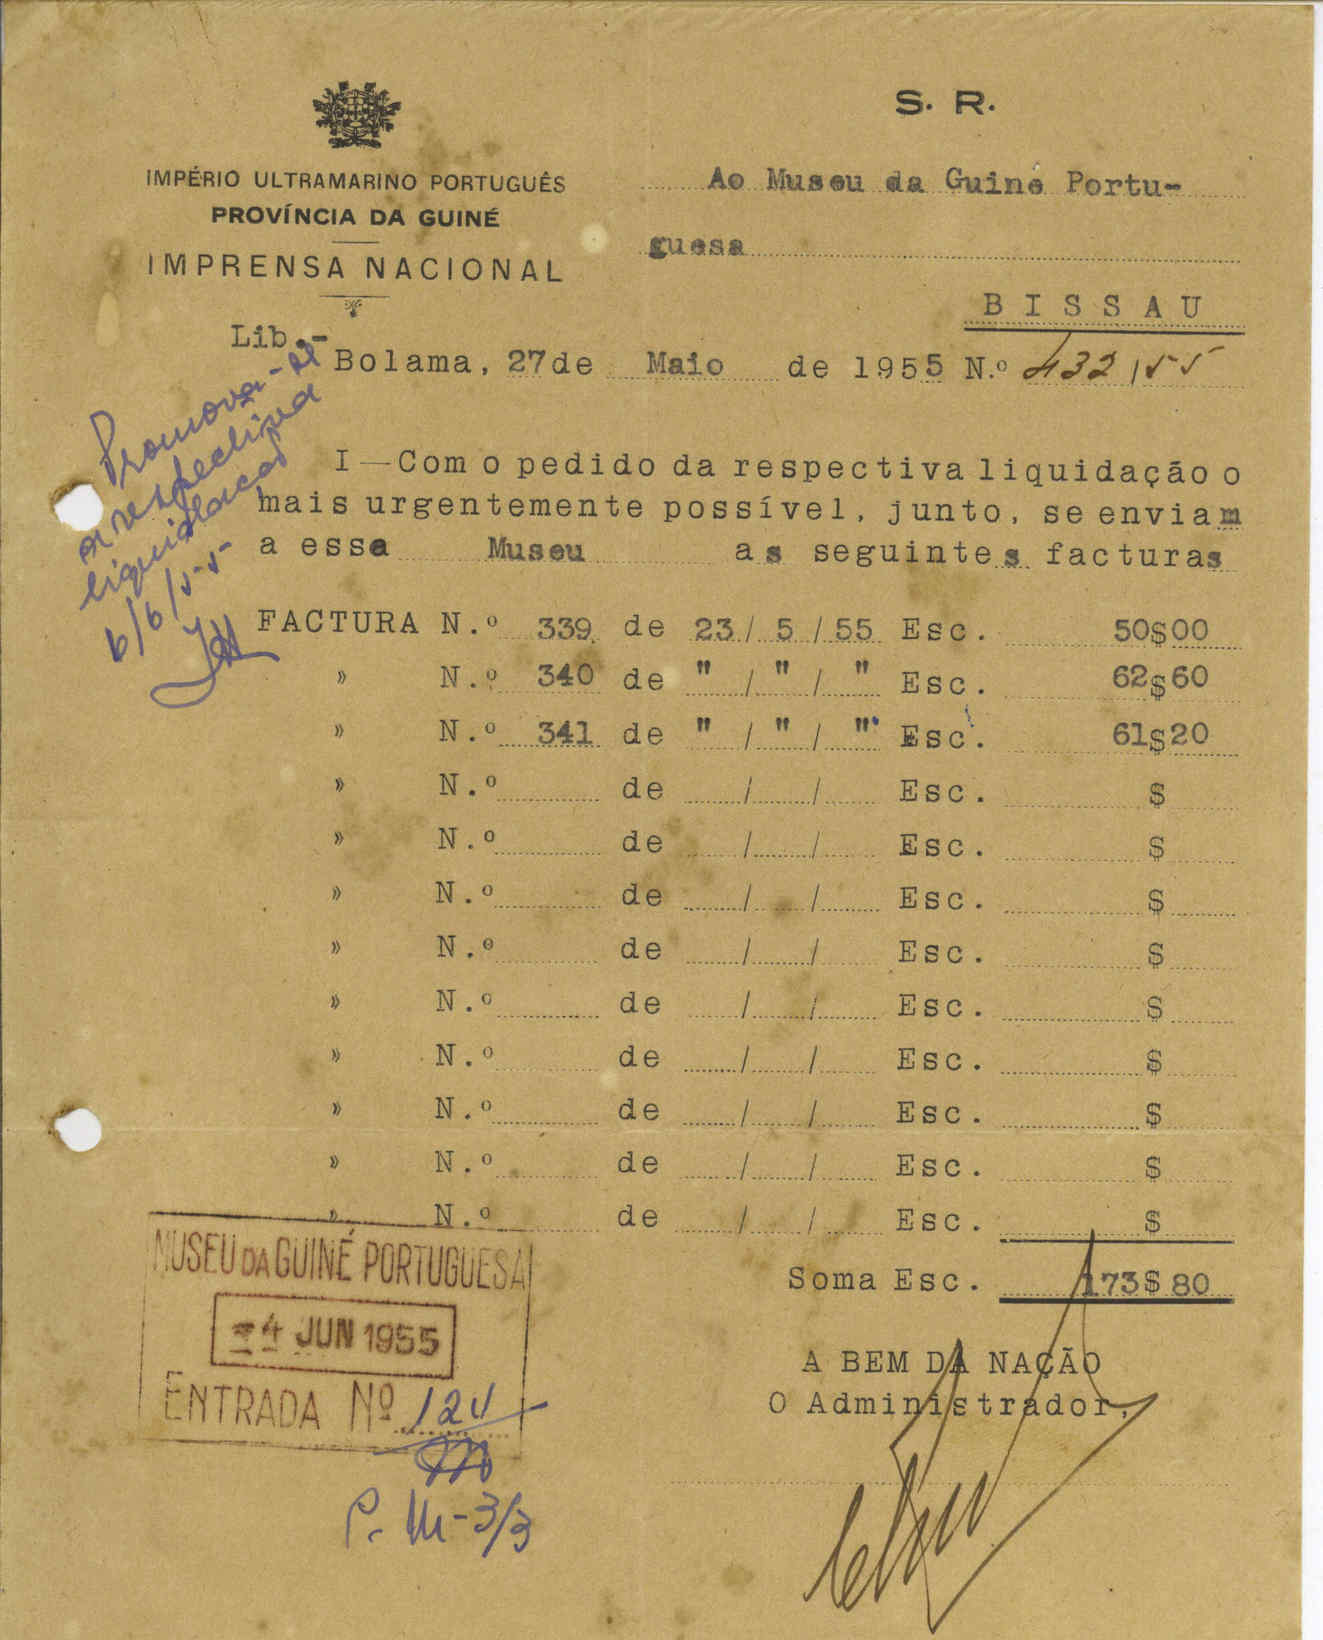 S. R.
IMPÉRIO ULTRAMARINO PORTUGUÊS
PROVÍNCIA DA GUINÉ
IMPRENSA NACIONAL
Ao Museu da Guiné Portu-
guesa
BISSAU
Lib.-
Bolama, 27 de Maio de 1955 N.º 432/55
Promova-se
a respectiva
liquidação
6/6/55
I — Com o pedido da respectiva liquidação o
mais urgentemente possível, junto, se enviam
a esse Museu as seguintes facturas
FACTURA N.º 339 de 23/5/55 Esc. 50$00
» N.º 340 de "/"/" Esc. 62$60
» N.º 341 de "/"/" Esc. 61$20
» N.º de / / Esc. $
» N.º de / / Esc. $
» N.º de / / Esc. $
» N.º de / / Esc. $
» N.º de / / Esc. $
» N.º de / / Esc. $
» N.º de / / Esc. $
» N.º de / / Esc. $
» N.º de / / Esc. $
Soma Esc. 173$80
MUSEU DA GUINÉ PORTUGUESA
-4 JUN 1955
ENTRADA Nº 124
A BEM DA NAÇÃO
O Administrador,
P. M-3/3